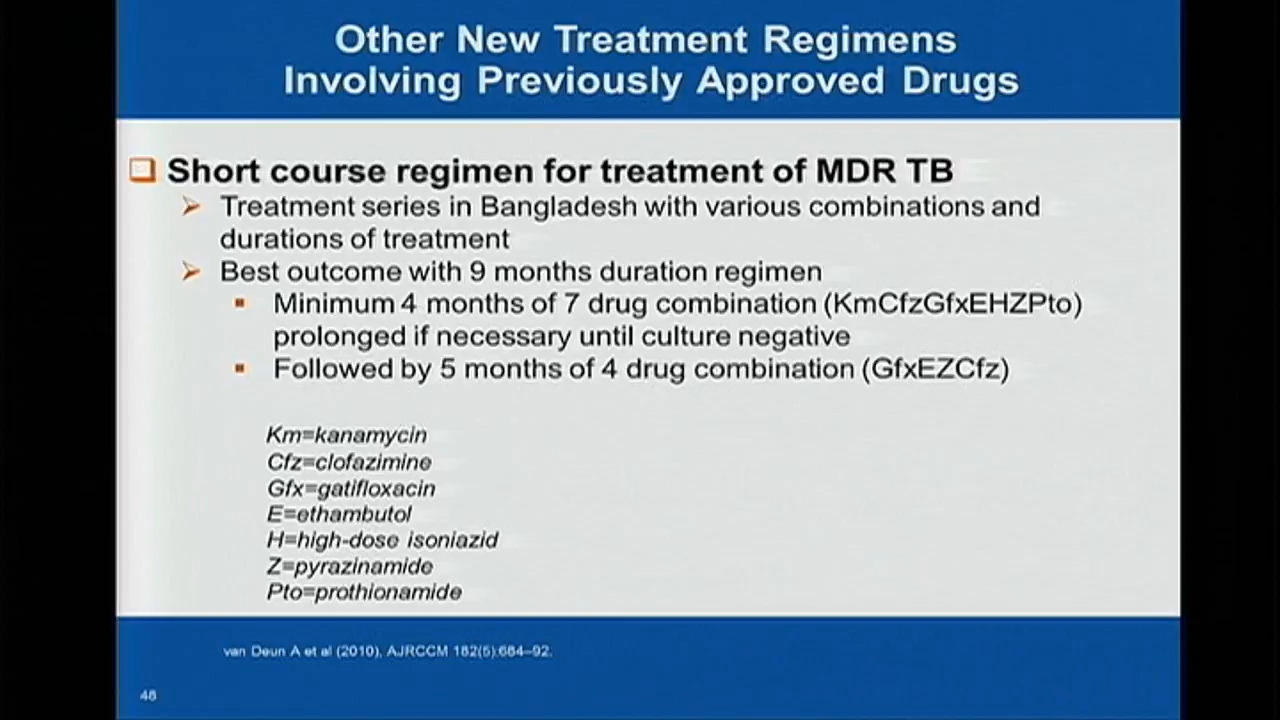 Other New Treatment Regimens
Involving Previously Approved Drugs
Short course regimen for treatment of MDR TB
Treatment series in Bangladesh with various combinations and
durations of treatment
Best outcome with 9 months duration regimen
Minimum 4 months of 7 drug combination (KmCfzGfxEHZPto)
prolonged if necessary until culture negative
Followed by 5 months of 4 drug combination (GfxEZCfz)
Km=kanamycin
Cfz=clofazimine
Gfx=gatifloxacin
E=ethambutol
H=high-dose isoniazid
Z=pyrazinamide
Pto=prothionamide
van Deun A et al (2010), AJRCCM 182(5):684–92.
48